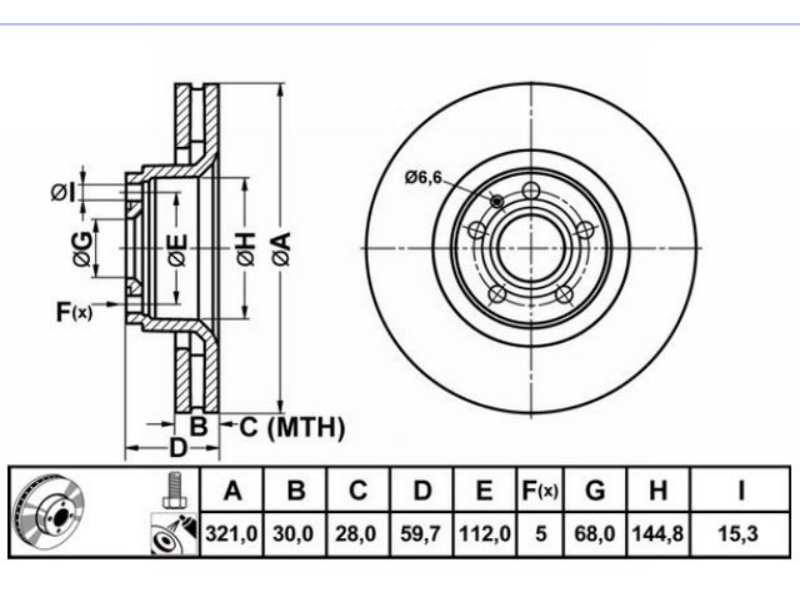 Ø6,6
ØI
ØG
ØE
ØH
ØA
F(x)
B
C (MTH)
D
A B C D E F(x) G H I
321,0 30,0 28,0 59,7 112,0 5 68,0 144,8 15,3